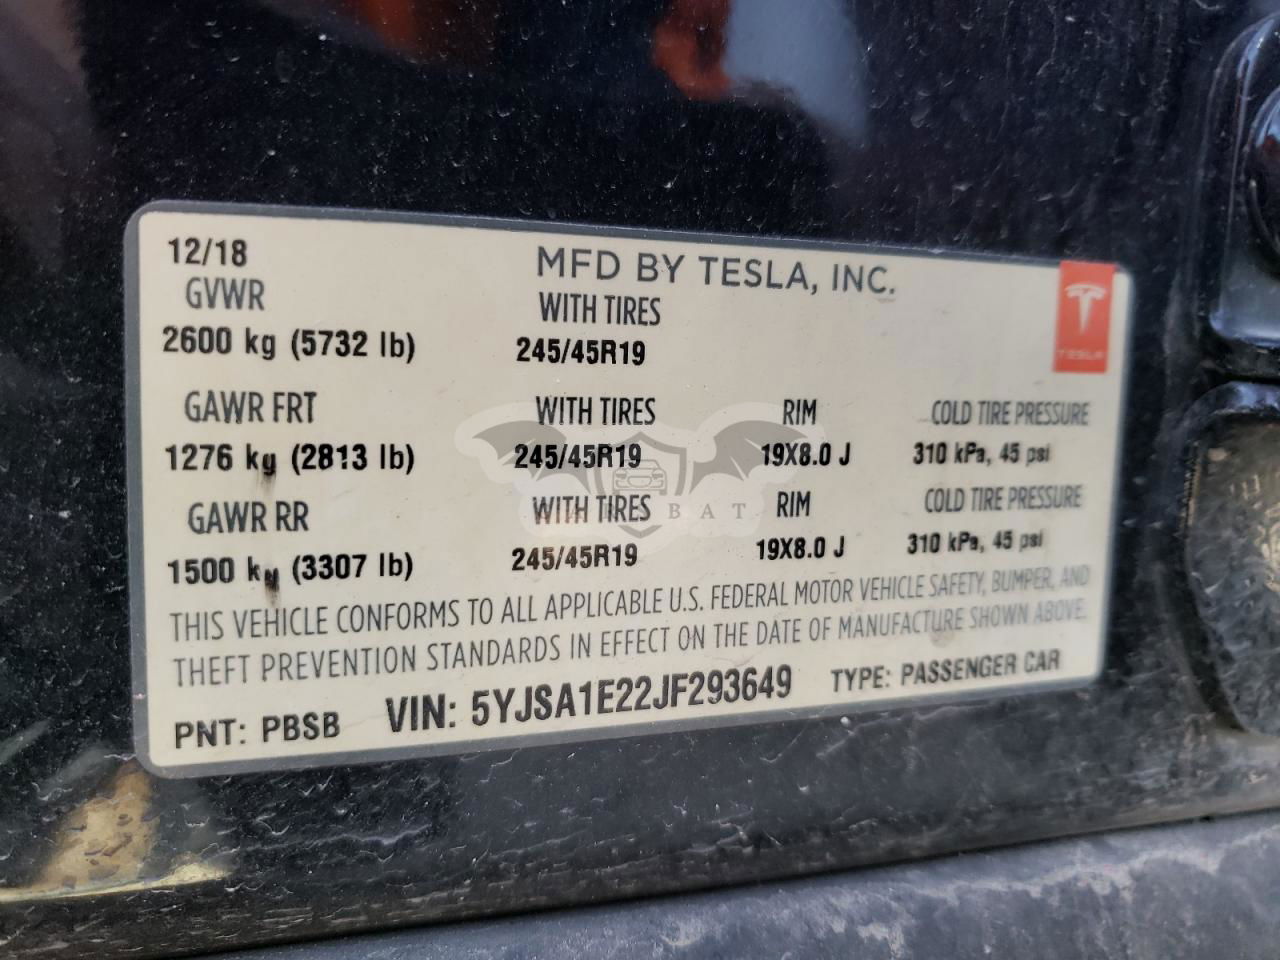 12/18 MFD BY TESLA, INC.
GVWR WITH TIRES
2600 kg (5732 lb) 245/45R19
TESLA
GAWR FRT WITH TIRES RIM COLD TIRE PRESSURE
1276 kg (2813 lb) 245/45R19 19X8.0 J 310 kPa, 45 psi
GAWR RR WITH TIRES RIM COLD TIRE PRESSURE
1500 kg (3307 lb) 245/45R19 19X8.0 J 310 kPa, 45 psi
THIS VEHICLE CONFORMS TO ALL APPLICABLE U.S. FEDERAL MOTOR VEHICLE SAFETY, BUMPER, AND
THEFT PREVENTION STANDARDS IN EFFECT ON THE DATE OF MANUFACTURE SHOWN ABOVE.
PNT: PBSB VIN: 5YJSA1E22JF293649 TYPE: PASSENGER CAR